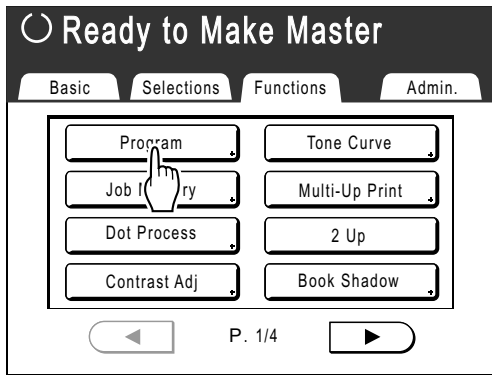 Ready to Make Master
Basic Selections Functions Admin.
Program Tone Curve
Job ry Multi-Up Print
Dot Process 2 Up
Contrast Adj Book Shadow
P. 1/4